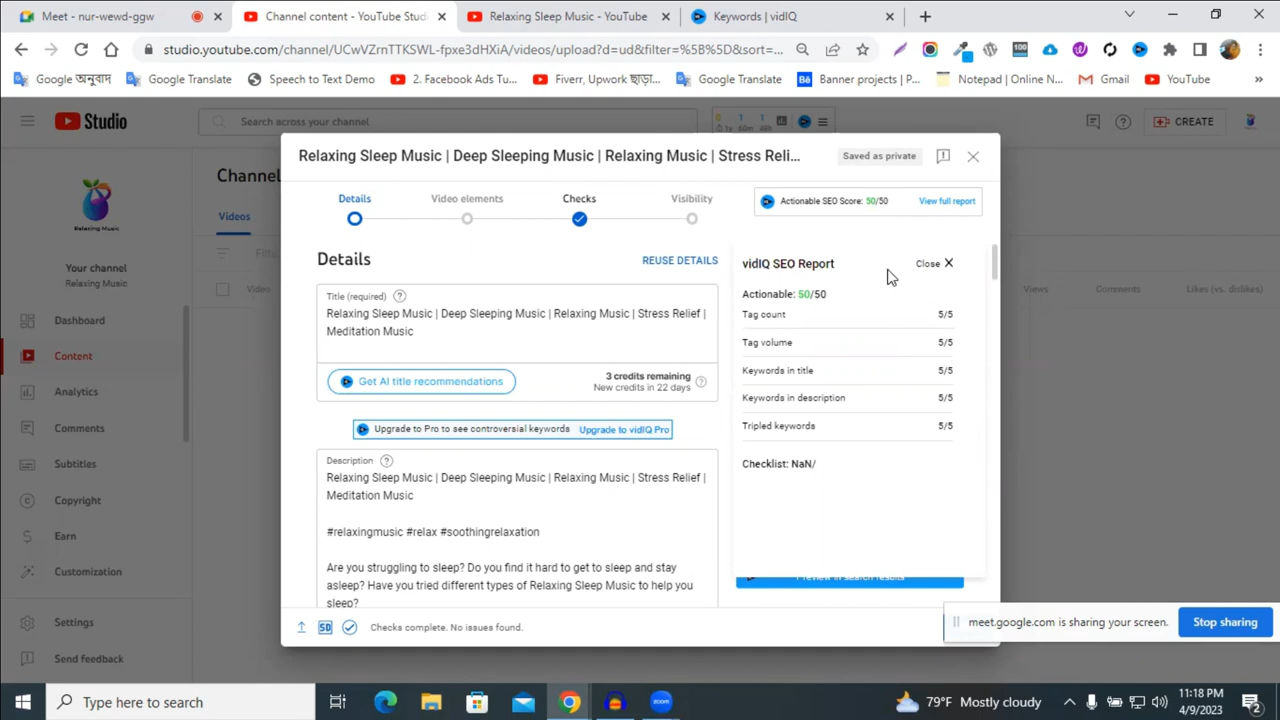 Meet - nur-wewd-ggw
Channel content - YouTube Studi
Relaxing Sleep Music - YouTube
Keywords | vidIQ
studio.youtube.com/channel/UCwVZrnTTKSWL-fpxe3dHXiA/videos/upload?d=ud&filter=%5B%5D&sort=...
Google অনুবাদ
Google Translate
Speech to Text Demo
2. Facebook Ads Tu...
Fiverr, Upwork ছাড়া...
Google Translate
Banner projects | P...
Notepad | Online N...
Gmail
YouTube
»
Studio
Search across your channel
CREATE
Relaxing Sleep Music | Deep Sleeping Music | Relaxing Music | Stress Reli...
Saved as private
Channel
Videos
Filt
Video
Views
Comments
Likes (vs. dislikes)
Relaxing Music
Your channel
Relaxing Music
Dashboard
Content
Analytics
Comments
Subtitles
Copyright
Earn
Customization
Settings
Send feedback
Details
Video elements
Checks
Visibility
Actionable SEO Score: 50/50
View full report
Details
REUSE DETAILS
Title (required)
Relaxing Sleep Music | Deep Sleeping Music | Relaxing Music | Stress Relief |
Meditation Music
Get AI title recommendations
3 credits remaining
New credits in 22 days
Upgrade to Pro to see controversial keywords
Upgrade to vidIQ Pro
Description
Relaxing Sleep Music | Deep Sleeping Music | Relaxing Music | Stress Relief |
Meditation Music
#relaxingmusic #relax #soothingrelaxation
Are you struggling to sleep? Do you find it hard to get to sleep and stay
asleep? Have you tried different types of Relaxing Sleep Music to help you
sleep?
vidIQ SEO Report
Close
Actionable: 50/50
Tag count 5/5
Tag volume 5/5
Keywords in title 5/5
Keywords in description 5/5
Tripled keywords 5/5
Checklist: NaN/
Preview in search results
SD
Checks complete. No issues found.
meet.google.com is sharing your screen.
Stop sharing
Type here to search
79°F Mostly cloudy
11:18 PM
4/9/2023
2